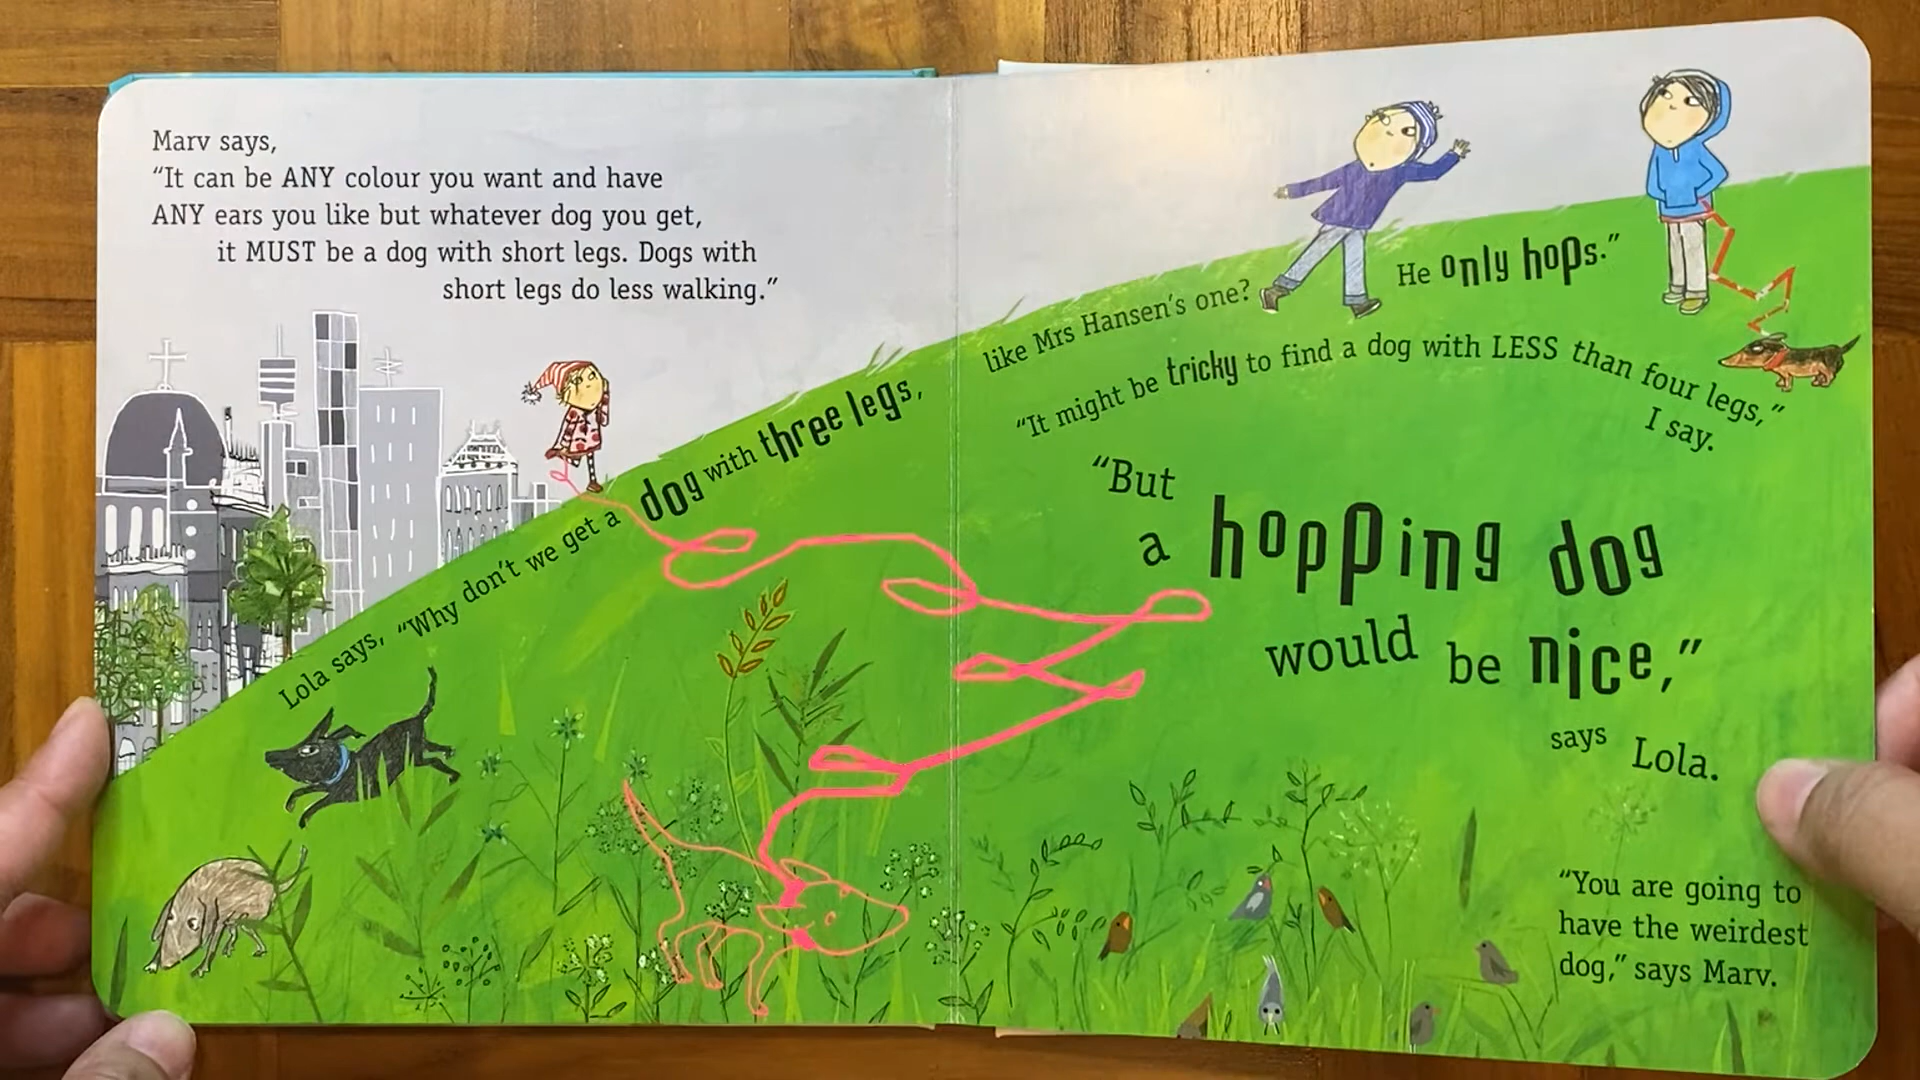 Marv says,
“It can be ANY colour you want and have
ANY ears you like but whatever dog you get,
it MUST be a dog with short legs. Dogs with
short legs do less walking.”
Lola says, “Why don’t we get a dog with three legs,
like Mrs Hansen’s one? He only hops.”
“It might be tricky to find a dog with LESS than four legs,”
I say.
“But
a hopping dog
would be nice,”
says Lola.
“You are going to
have the weirdest
dog,” says Marv.